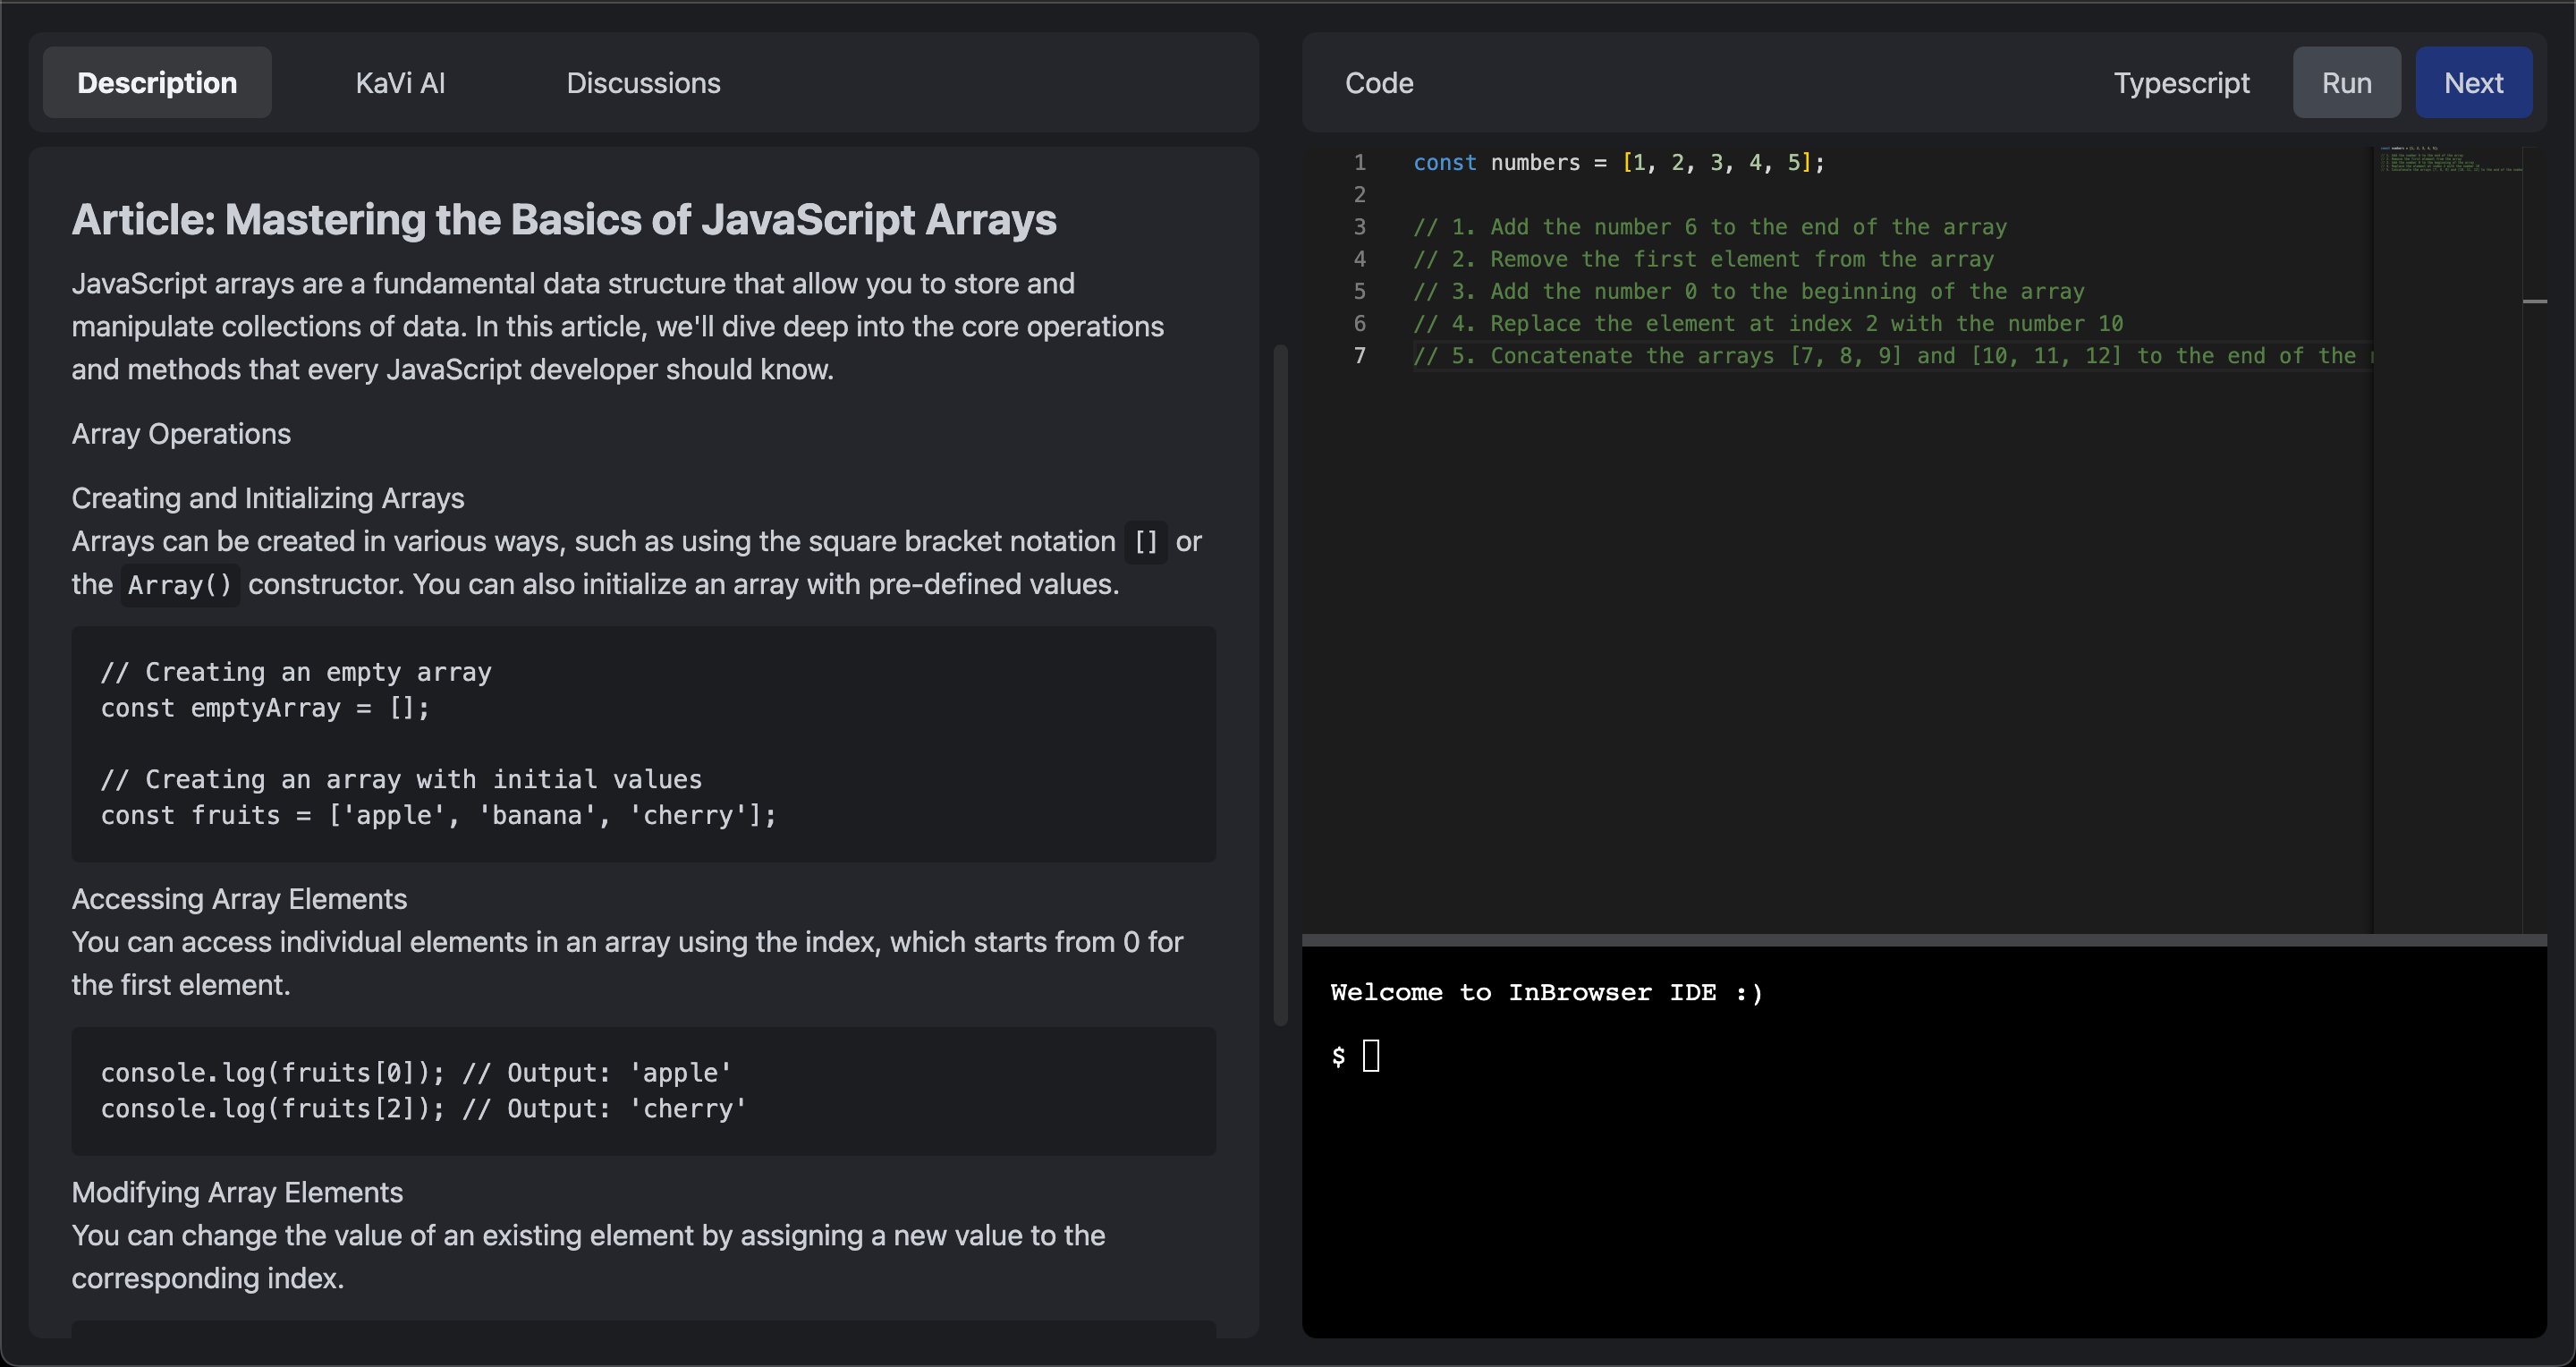 Description
KaVi AI
Discussions
Article: Mastering the Basics of JavaScript Arrays
JavaScript arrays are a fundamental data structure that allow you to store and
manipulate collections of data. In this article, we'll dive deep into the core operations
and methods that every JavaScript developer should know.
Array Operations
Creating and Initializing Arrays
Arrays can be created in various ways, such as using the square bracket notation [] or
the Array() constructor. You can also initialize an array with pre-defined values.
// Creating an empty array
const emptyArray = [];
// Creating an array with initial values
const fruits = ['apple', 'banana', 'cherry'];
Accessing Array Elements
You can access individual elements in an array using the index, which starts from 0 for
the first element.
console.log(fruits[0]); // Output: 'apple'
console.log(fruits[2]); // Output: 'cherry'
Modifying Array Elements
You can change the value of an existing element by assigning a new value to the
corresponding index.
Code
Typescript
Run
Next
1 const numbers = [1, 2, 3, 4, 5];
2
3 // 1. Add the number 6 to the end of the array
4 // 2. Remove the first element from the array
5 // 3. Add the number 0 to the beginning of the array
6 // 4. Replace the element at index 2 with the number 10
7 // 5. Concatenate the arrays [7, 8, 9] and [10, 11, 12] to the end of the
Welcome to InBrowser IDE :)
$